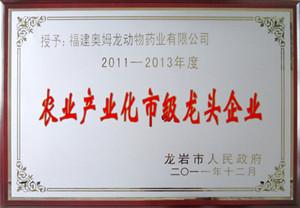 授予：福建奥姆龙动物药业有限公司
2011—2013年度
农业产业化市级龙头企业
龙岩市人民政府
二〇一一年十二月